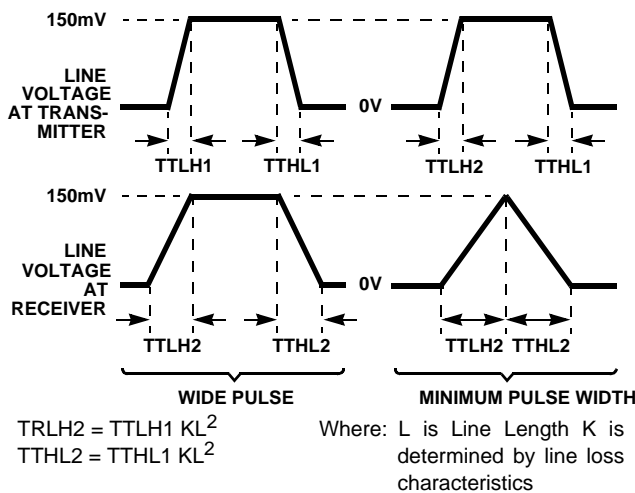 150mV
LINE
VOLTAGE
AT TRANS-
MITTER
0V
TTLH1
TTHL1
TTLH2
TTHL1
150mV
LINE
VOLTAGE
AT
RECEIVER
0V
TTLH2
TTHL2
TTLH2
TTHL2
WIDE PULSE
MINIMUM PULSE WIDTH
TRLH2 = TTLH1 KL²
TTHL2 = TTHL1 KL²
Where: L is Line Length K is
determined by line loss
characteristics